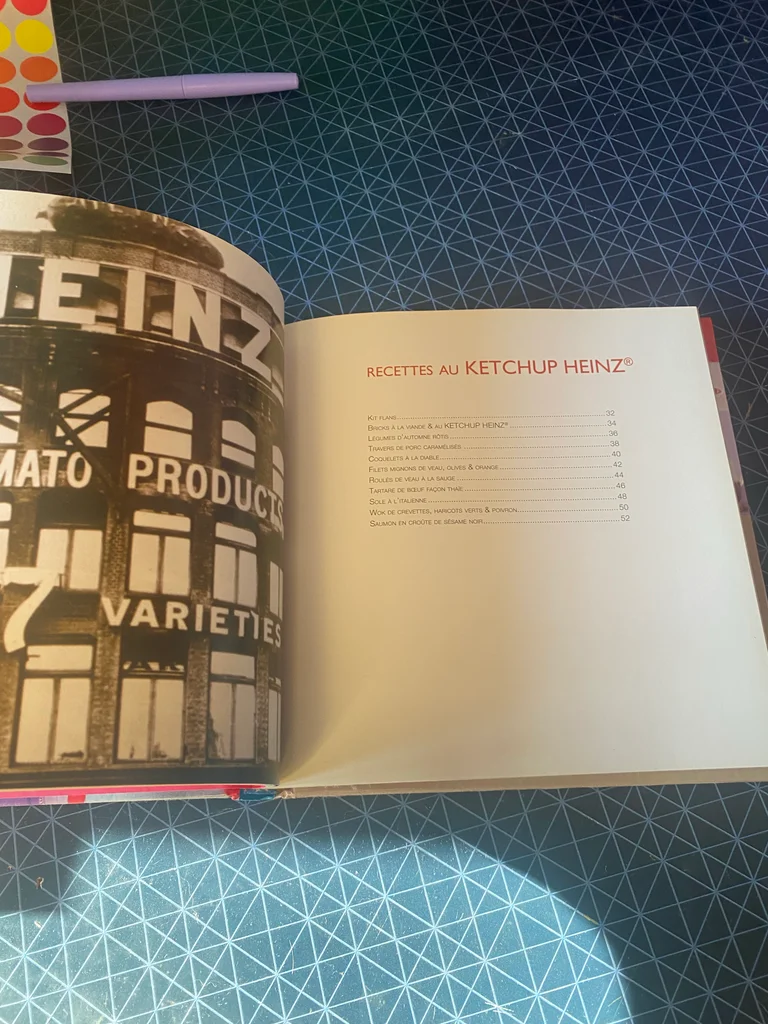 HEINZ
MATO PRODUCTS
7 VARIETIES
RECETTES AU KETCHUP HEINZ®
KIT FLANS 32
BRICKS À LA VIANDE & AU KETCHUP HEINZ® 34
LÉGUMES D'AUTOMNE RÔTIS 36
TRAVERS DE PORC CARAMÉLISÉS 38
COQUELETS À LA DIABLE 40
FILETS MIGNONS DE VEAU, OLIVES & ORANGE 42
ROULÉS DE VEAU À LA SAUGE 44
TARTARE DE BŒUF FAÇON THAÏE 46
SOLE À L'ITALIENNE 48
WOK DE CREVETTES, HARICOTS VERTS & POIVRON 50
SAUMON EN CROÛTE DE SÉSAME NOIR 52